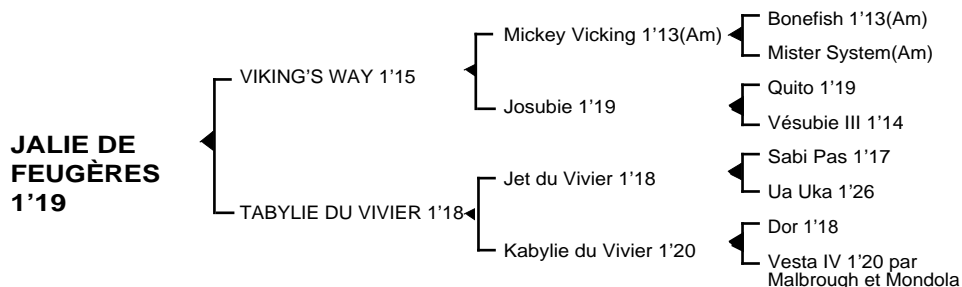 JALIE DE
FEUGÈRES
1’19
VIKING’S WAY 1’15
TABYLIE DU VIVIER 1’18
Mickey Vicking 1’13(Am)
Josubie 1’19
Jet du Vivier 1’18
Kabylie du Vivier 1’20
Bonefish 1’13(Am)
Mister System(Am)
Quito 1’19
Vésubie III 1’14
Sabi Pas 1’17
Ua Uka 1’26
Dor 1’18
Vesta IV 1’20 par
Malbrough et Mondola